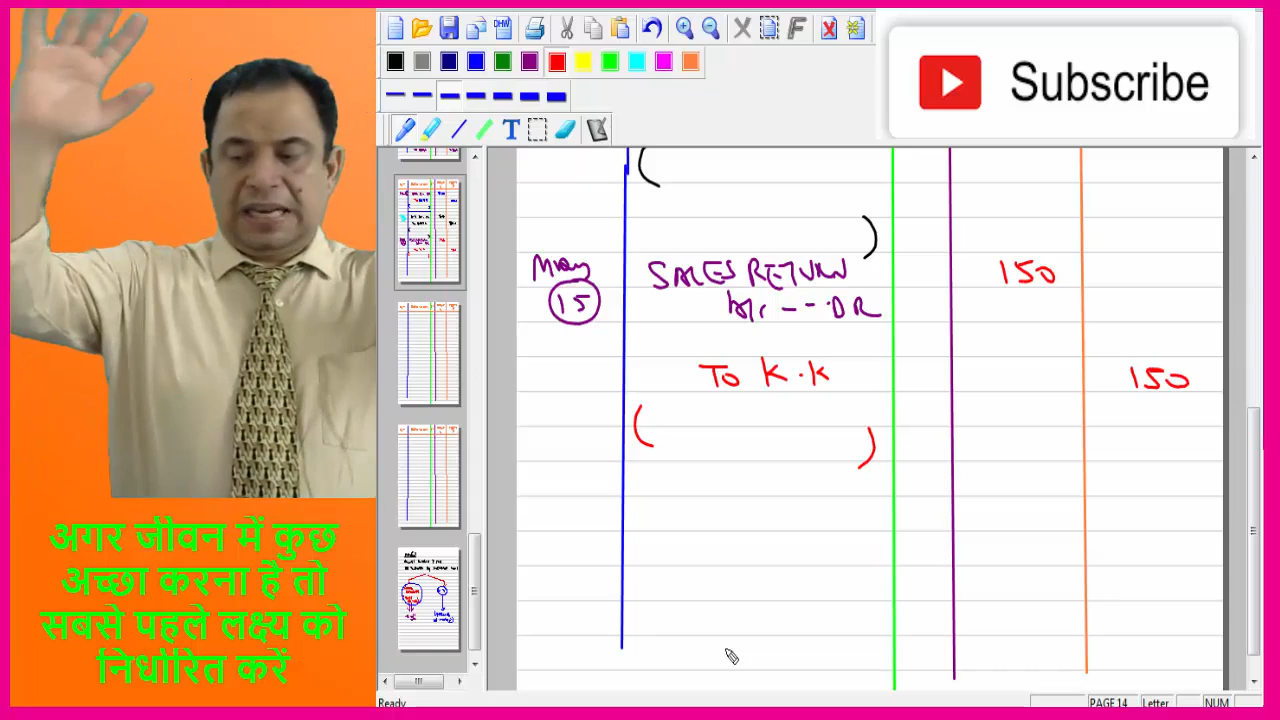 Subscribe
May
15
SALES RETURN
A/c --- DR
150
TO K.K
150
(
)
अगर जीवन में कुछ
अच्छा करना है तो
सबसे पहले लक्ष्य को
निर्धारित करें
Ready
PAGE 14
Letter
NUM